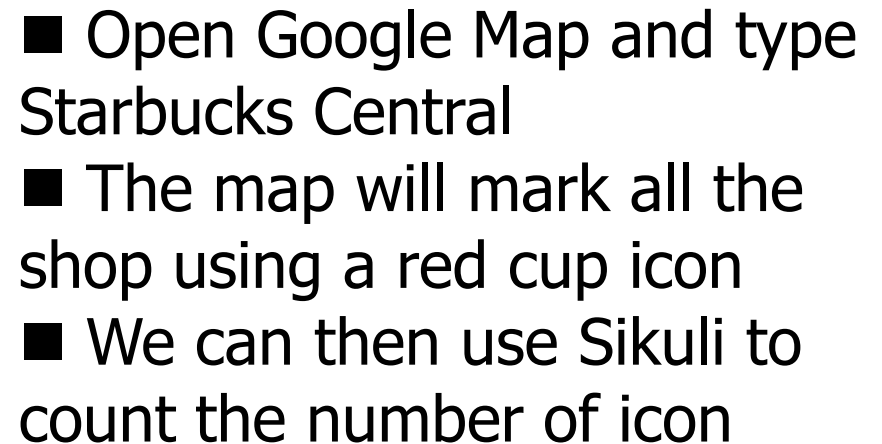 ■ Open Google Map and type
Starbucks Central
■ The map will mark all the
shop using a red cup icon
■ We can then use Sikuli to
count the number of icon